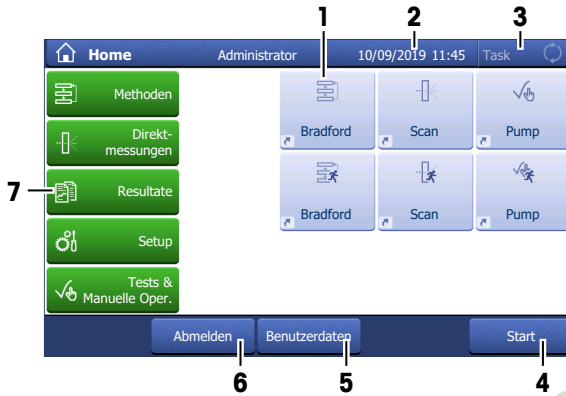 1 2 3
Home Administrator 10/09/2019 11:45 Task
Methoden
Direkt-
messungen
7 Resultate
Setup
Tests &
Manuelle Oper.
Bradford Scan Pump
Bradford Scan Pump
Abmelden Benutzerdaten Start
6 5 4